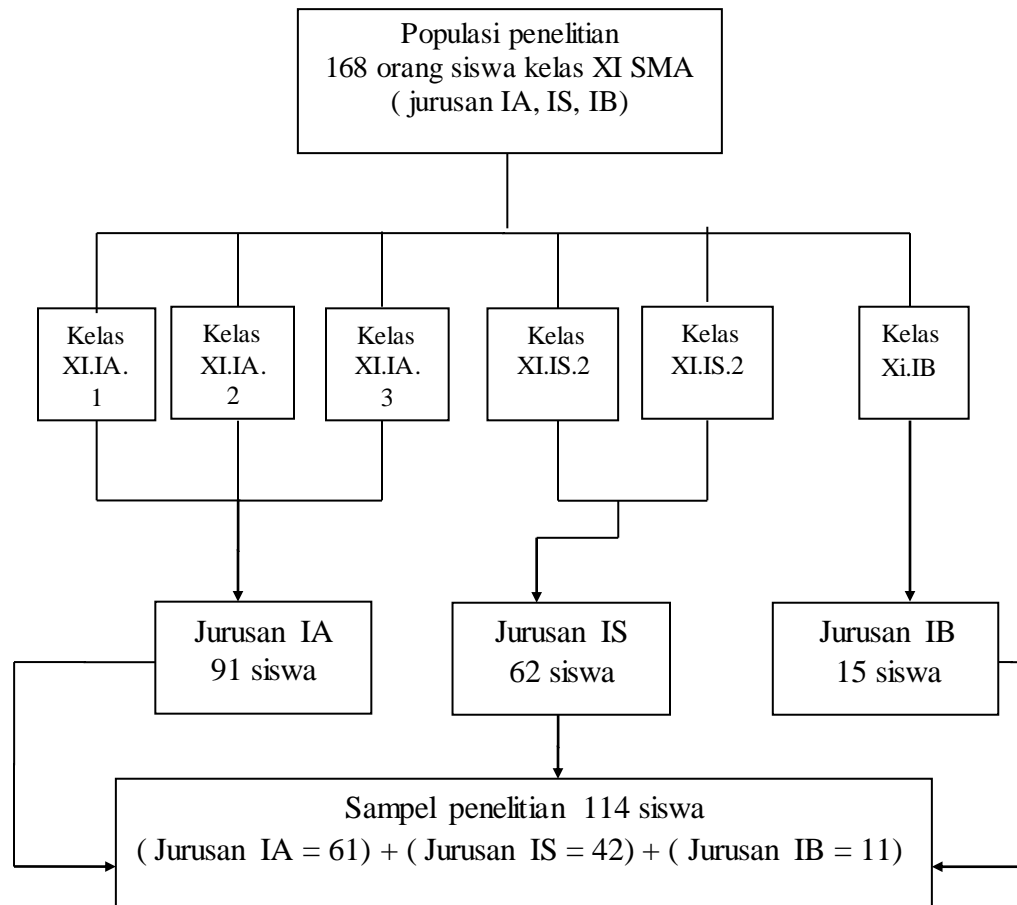 Populasi penelitian
168 orang siswa kelas XI SMA
( jurusan IA, IS, IB)
Kelas
XI.IA.
1
Kelas
XI.IA.
2
Kelas
XI.IA.
3
Kelas
XI.IS.2
Kelas
XI.IS.2
Kelas
Xi.IB
Jurusan IA
91 siswa
Jurusan IS
62 siswa
Jurusan IB
15 siswa
Sampel penelitian 114 siswa
( Jurusan IA = 61) + ( Jurusan IS = 42) + ( Jurusan IB = 11)